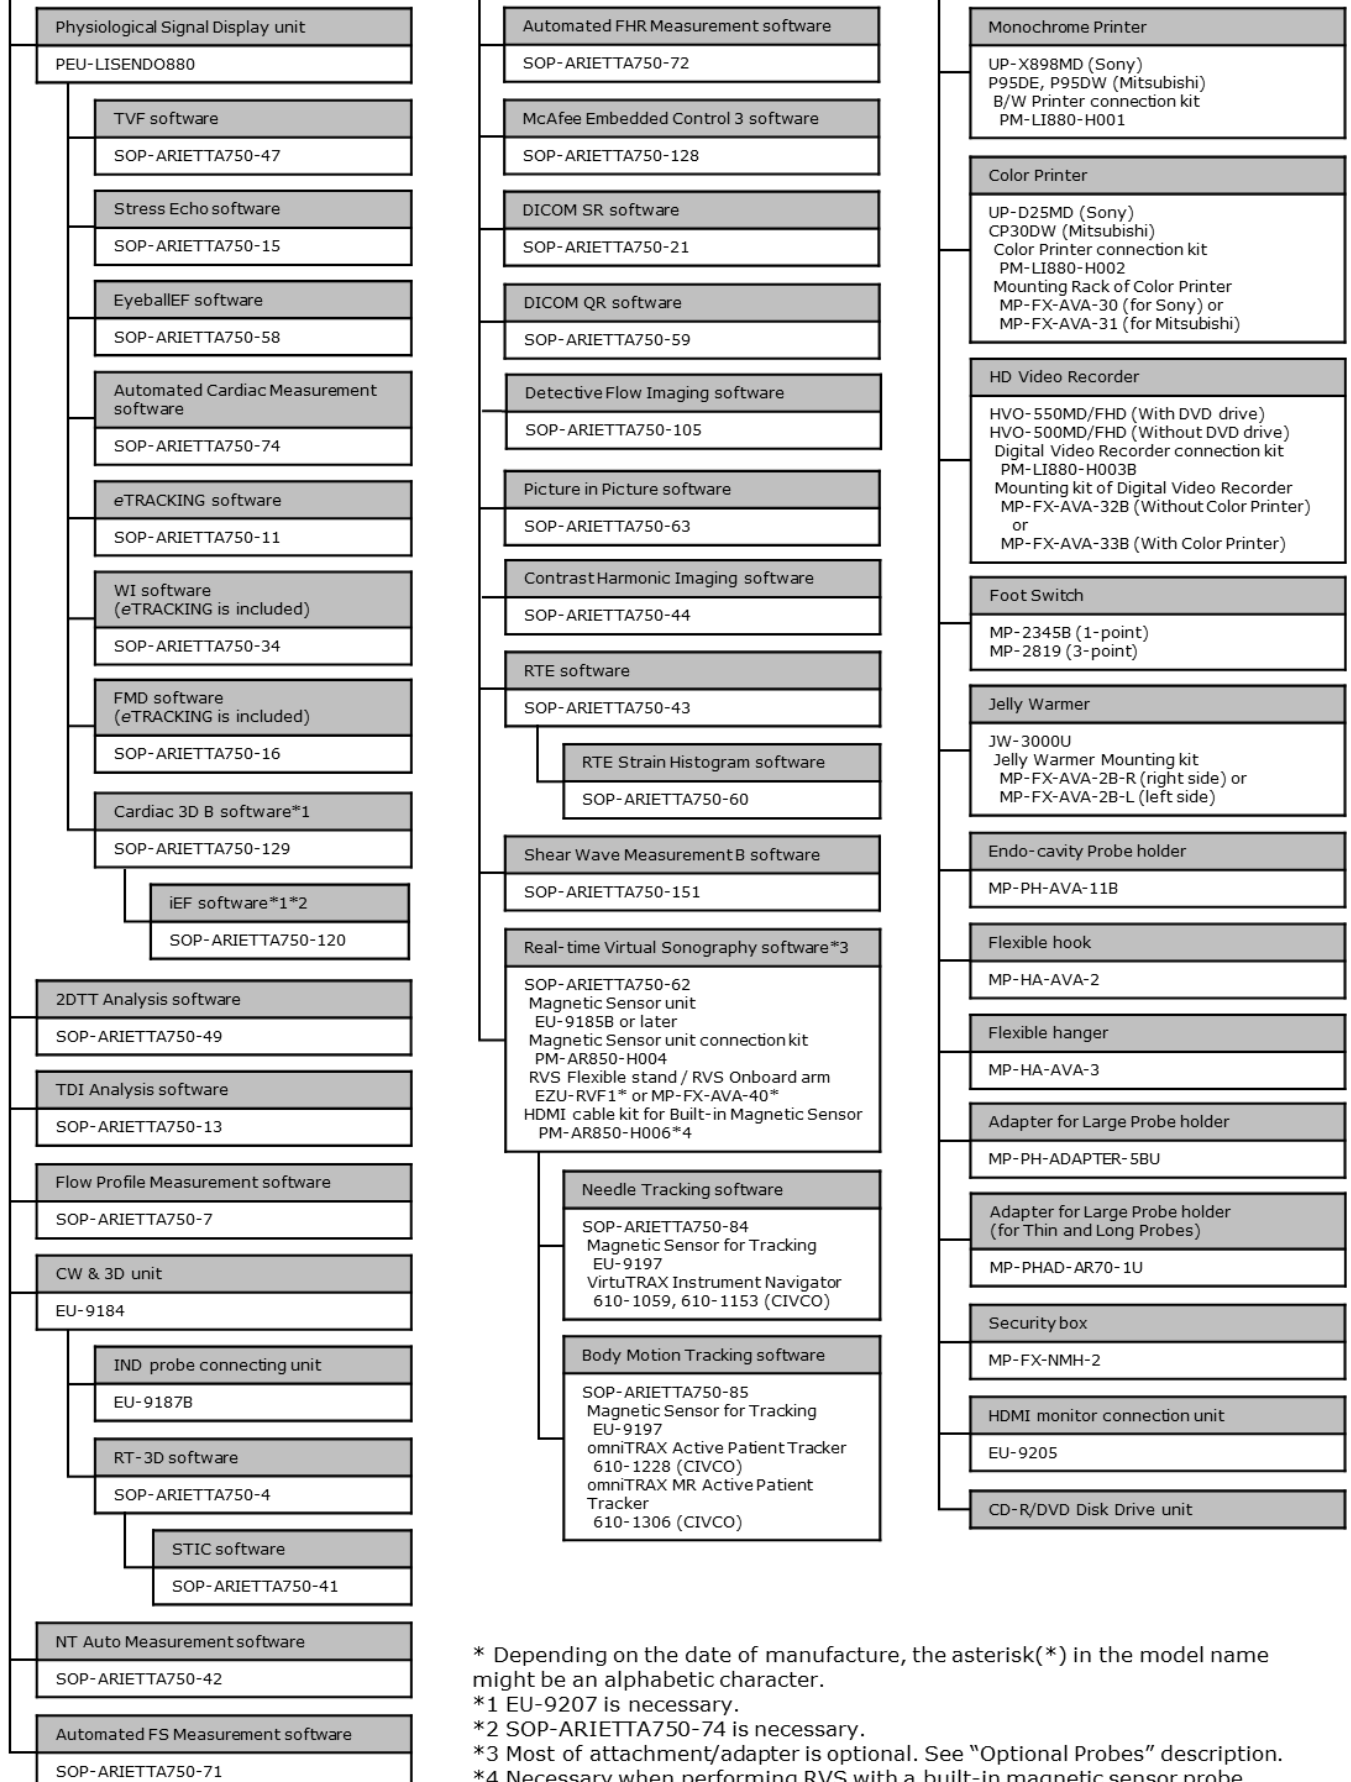 Physiological Signal Display unit
PEU-LISENDO880
TVF software
SOP-ARIETTA750-47
Stress Echo software
SOP-ARIETTA750-15
EyeballEF software
SOP-ARIETTA750-58
Automated Cardiac Measurement
software
SOP-ARIETTA750-74
eTRACKING software
SOP-ARIETTA750-11
WI software
(eTRACKING is included)
SOP-ARIETTA750-34
FMD software
(eTRACKING is included)
SOP-ARIETTA750-16
Cardiac 3D B software*1
SOP-ARIETTA750-129
iEF software*1*2
SOP-ARIETTA750-120
2DTT Analysis software
SOP-ARIETTA750-49
TDI Analysis software
SOP-ARIETTA750-13
Flow Profile Measurement software
SOP-ARIETTA750-7
CW & 3D unit
EU-9184
IND probe connecting unit
EU-9187B
RT-3D software
SOP-ARIETTA750-4
STIC software
SOP-ARIETTA750-41
NT Auto Measurement software
SOP-ARIETTA750-42
Automated FS Measurement software
SOP-ARIETTA750-71
Automated FHR Measurement software
SOP-ARIETTA750-72
McAfee Embedded Control 3 software
SOP-ARIETTA750-128
DICOM SR software
SOP-ARIETTA750-21
DICOM QR software
SOP-ARIETTA750-59
Detective Flow Imaging software
SOP-ARIETTA750-105
Picture in Picture software
SOP-ARIETTA750-63
Contrast Harmonic Imaging software
SOP-ARIETTA750-44
RTE software
SOP-ARIETTA750-43
RTE Strain Histogram software
SOP-ARIETTA750-60
Shear Wave Measurement B software
SOP-ARIETTA750-151
Real-time Virtual Sonography software*3
SOP-ARIETTA750-62
Magnetic Sensor unit
EU-9185B or later
Magnetic Sensor unit connection kit
PM-AR850-H004
RVS Flexible stand / RVS Onboard arm
EZU-RVF1* or MP-FX-AVA-40*
HDMI cable kit for Built-in Magnetic Sensor
PM-AR850-H006*4
Needle Tracking software
SOP-ARIETTA750-84
Magnetic Sensor for Tracking
EU-9197
VirtuTRAX Instrument Navigator
610-1059, 610-1153 (CIVCO)
Body Motion Tracking software
SOP-ARIETTA750-85
Magnetic Sensor for Tracking
EU-9197
omniTRAX Active Patient Tracker
610-1228 (CIVCO)
omniTRAX MR Active Patient
Tracker
610-1306 (CIVCO)
Monochrome Printer
UP-X898MD (Sony)
P95DE, P95DW (Mitsubishi)
B/W Printer connection kit
PM-LI880-H001
Color Printer
UP-D25MD (Sony)
CP30DW (Mitsubishi)
Color Printer connection kit
PM-LI880-H002
Mounting Rack of Color Printer
MP-FX-AVA-30 (for Sony) or
MP-FX-AVA-31 (for Mitsubishi)
HD Video Recorder
HVO-550MD/FHD (With DVD drive)
HVO-500MD/FHD (Without DVD drive)
Digital Video Recorder connection kit
PM-LI880-H003B
Mounting kit of Digital Video Recorder
MP-FX-AVA-32B (Without Color Printer)
or
MP-FX-AVA-33B (With Color Printer)
Foot Switch
MP-2345B (1-point)
MP-2819 (3-point)
Jelly Warmer
JW-3000U
Jelly Warmer Mounting kit
MP-FX-AVA-2B-R (right side) or
MP-FX-AVA-2B-L (left side)
Endo-cavity Probe holder
MP-PH-AVA-11B
Flexible hook
MP-HA-AVA-2
Flexible hanger
MP-HA-AVA-3
Adapter for Large Probe holder
MP-PH-ADAPTER-5BU
Adapter for Large Probe holder
(for Thin and Long Probes)
MP-PHAD-AR70-1U
Security box
MP-FX-NMH-2
HDMI monitor connection unit
EU-9205
CD-R/DVD Disk Drive unit
* Depending on the date of manufacture, the asterisk(*) in the model name
might be an alphabetic character.
*1 EU-9207 is necessary.
*2 SOP-ARIETTA750-74 is necessary.
*3 Most of attachment/adapter is optional. See “Optional Probes” description.
*4 Necessary when performing RVS with a built-in magnetic sensor probe